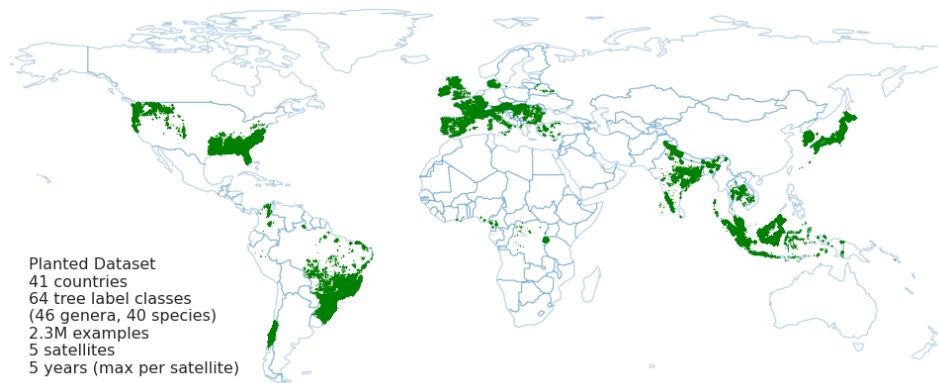 Planted Dataset
41 countries
64 tree label classes
(46 genera, 40 species)
2.3M examples
5 satellites
5 years (max per satellite)